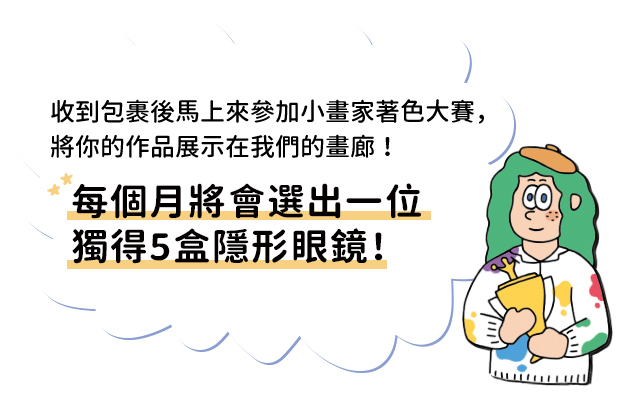 收到包裹後馬上來參加小畫家著色大賽，
將你的作品展示在我們的畫廊！
每個月將會選出一位
獨得5盒隱形眼鏡！